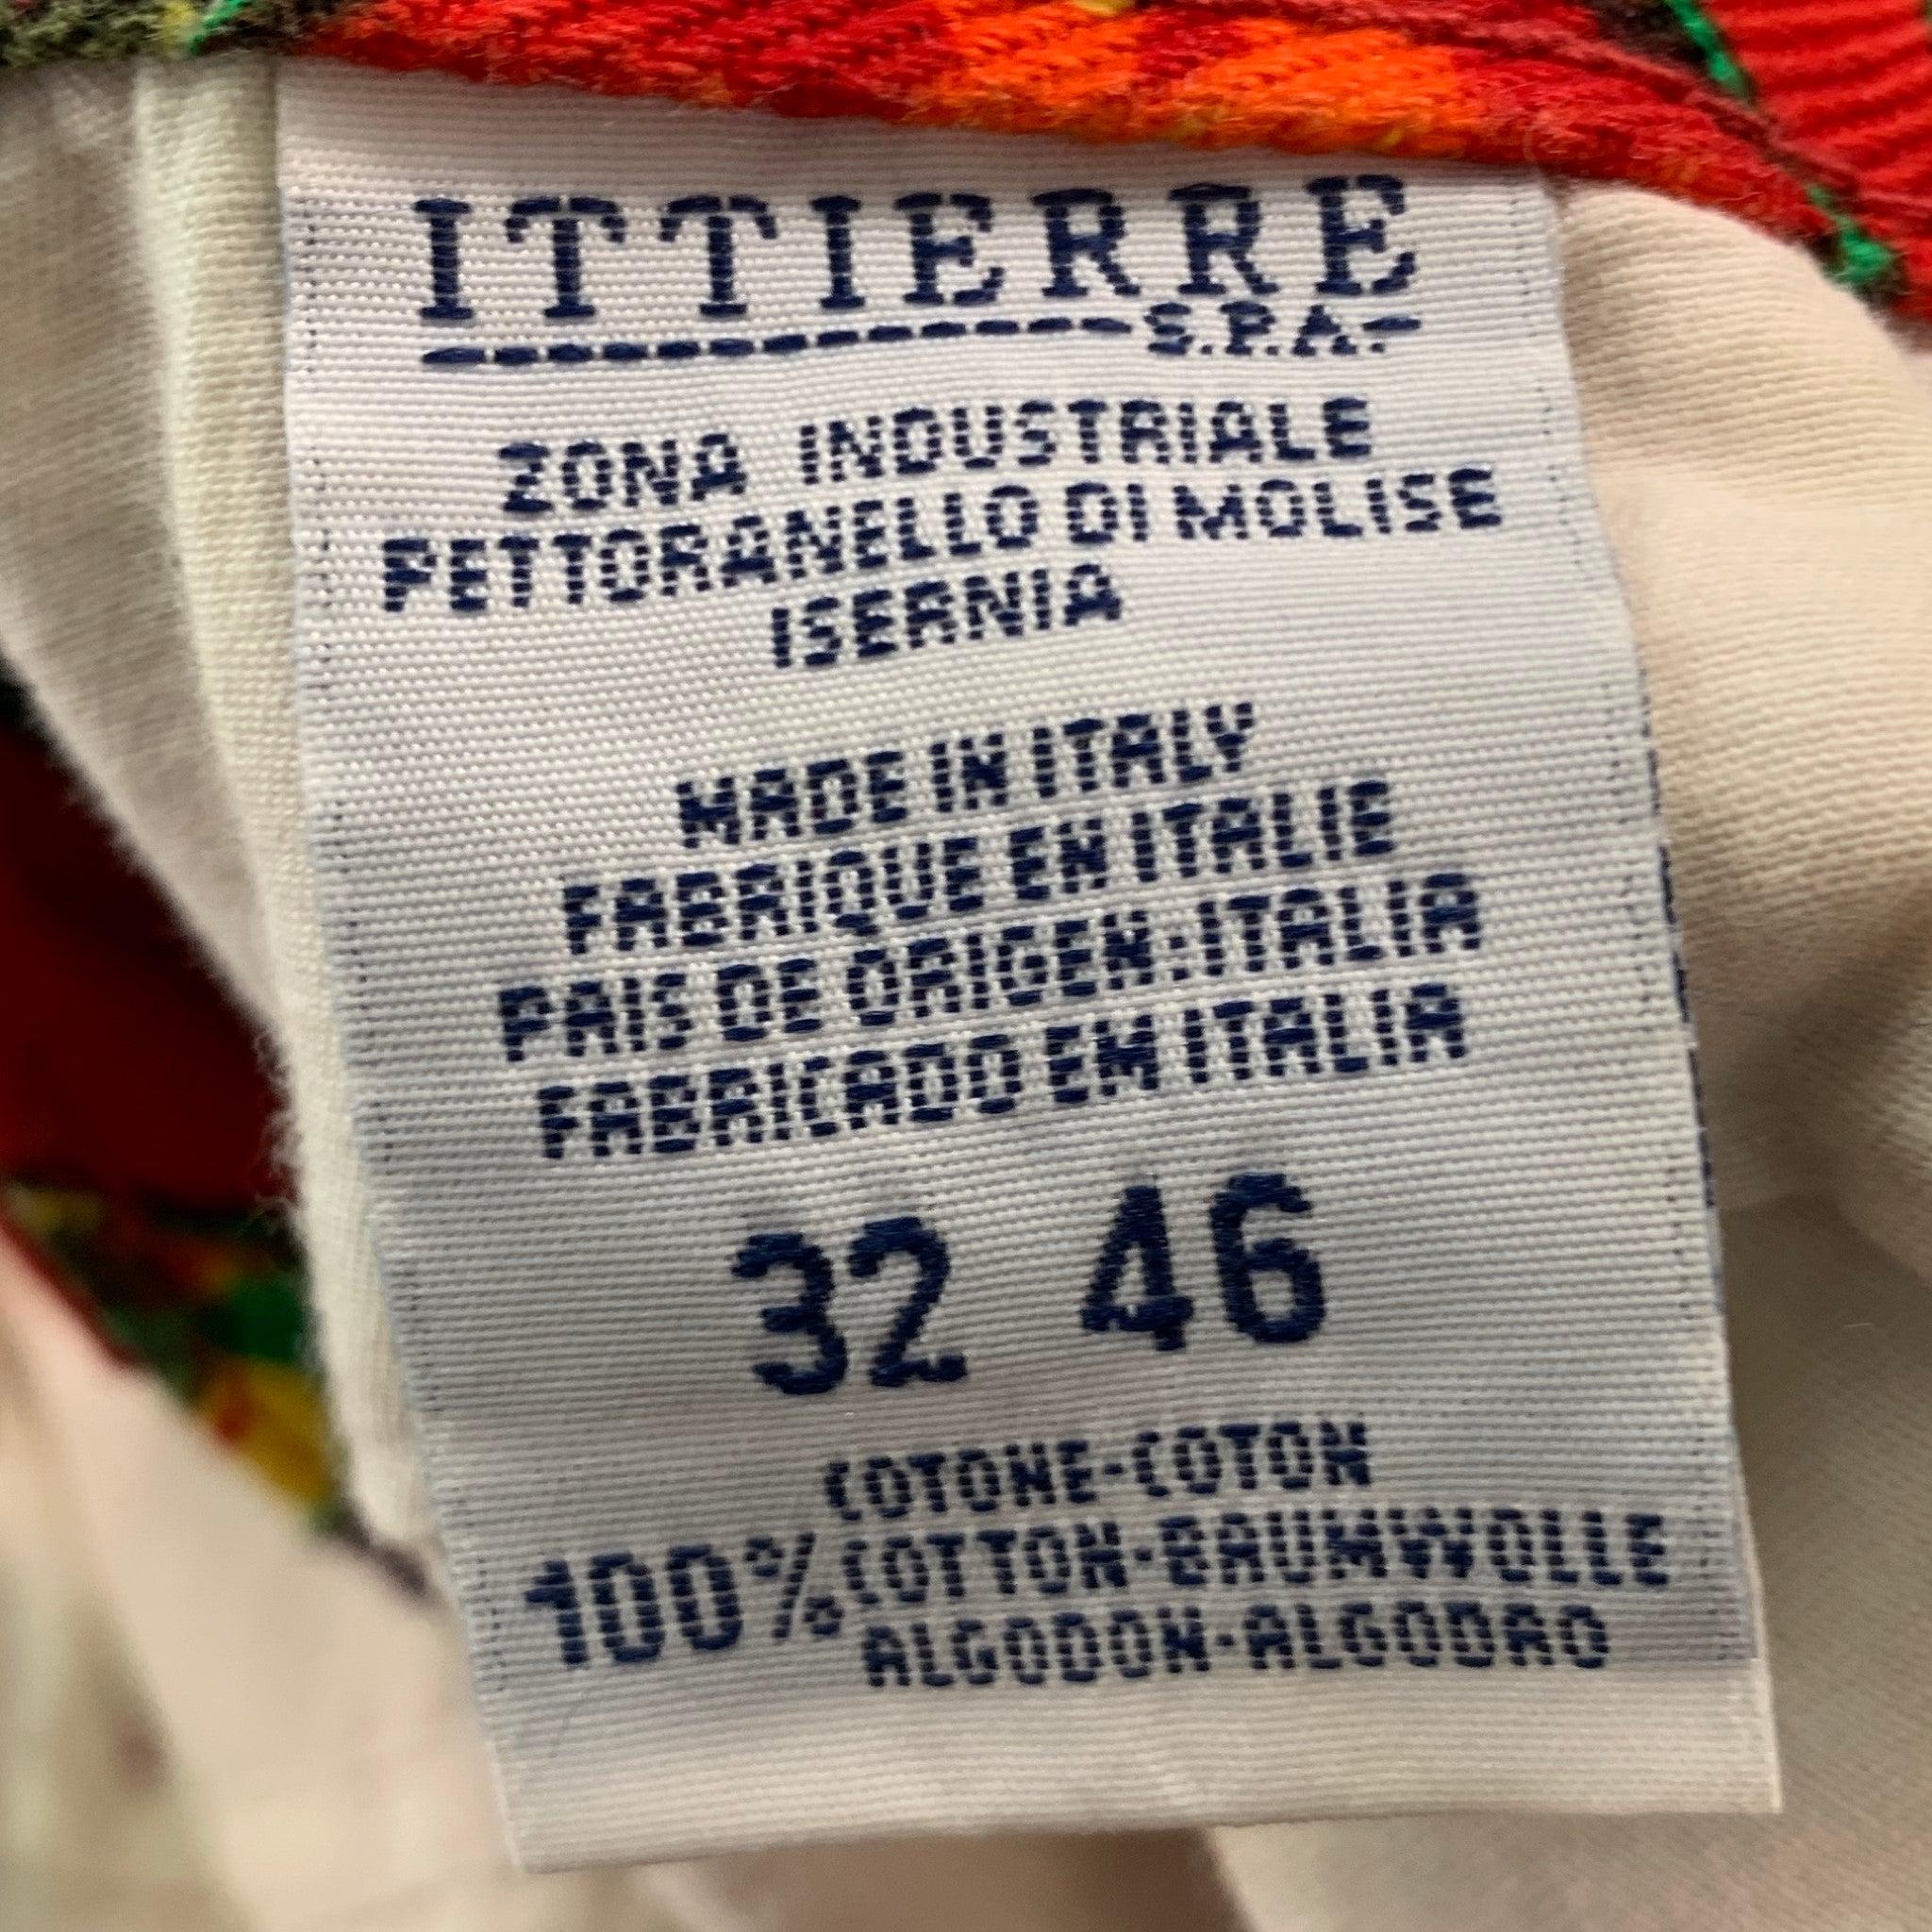 ITTIERRE
S.P.A.
ZONA INDUSTRIALE
PETTORANELLO DI MOLISE
ISERNIA
MADE IN ITALY
FABRIQUE EN ITALIE
PAIS DE ORIGEN:ITALIA
FABRICADO EM ITALIA
32 46
COTONE-COTON
100% COTTON-BAUMWOLLE
ALGODON-ALGODAO